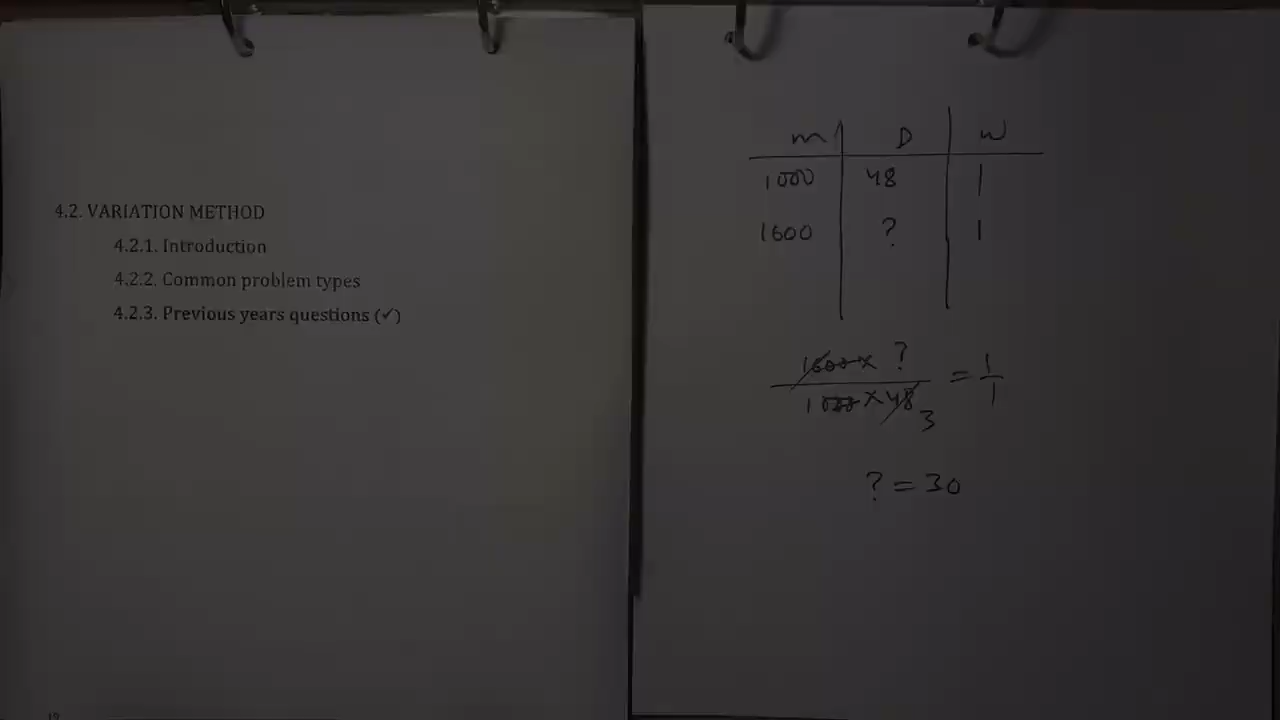 4.2. VARIATION METHOD
4.2.1. Introduction
4.2.2. Common problem types
4.2.3. Previous years questions (✓)
m D W
1000 48 1
1600 ? 1
1600 x ?
1000 x 48 3
= 1
1
? = 30